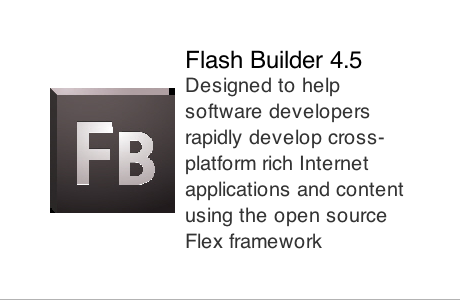 Flash Builder 4.5
Designed to help
software developers
rapidly develop cross-
platform rich Internet
applications and content
using the open source
Flex framework
FB